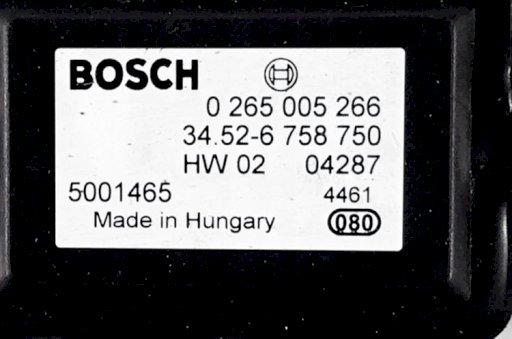 BOSCH
0 265 005 266
34.52-6 758 750
HW 02 04287
5001465 4461
Made in Hungary 080